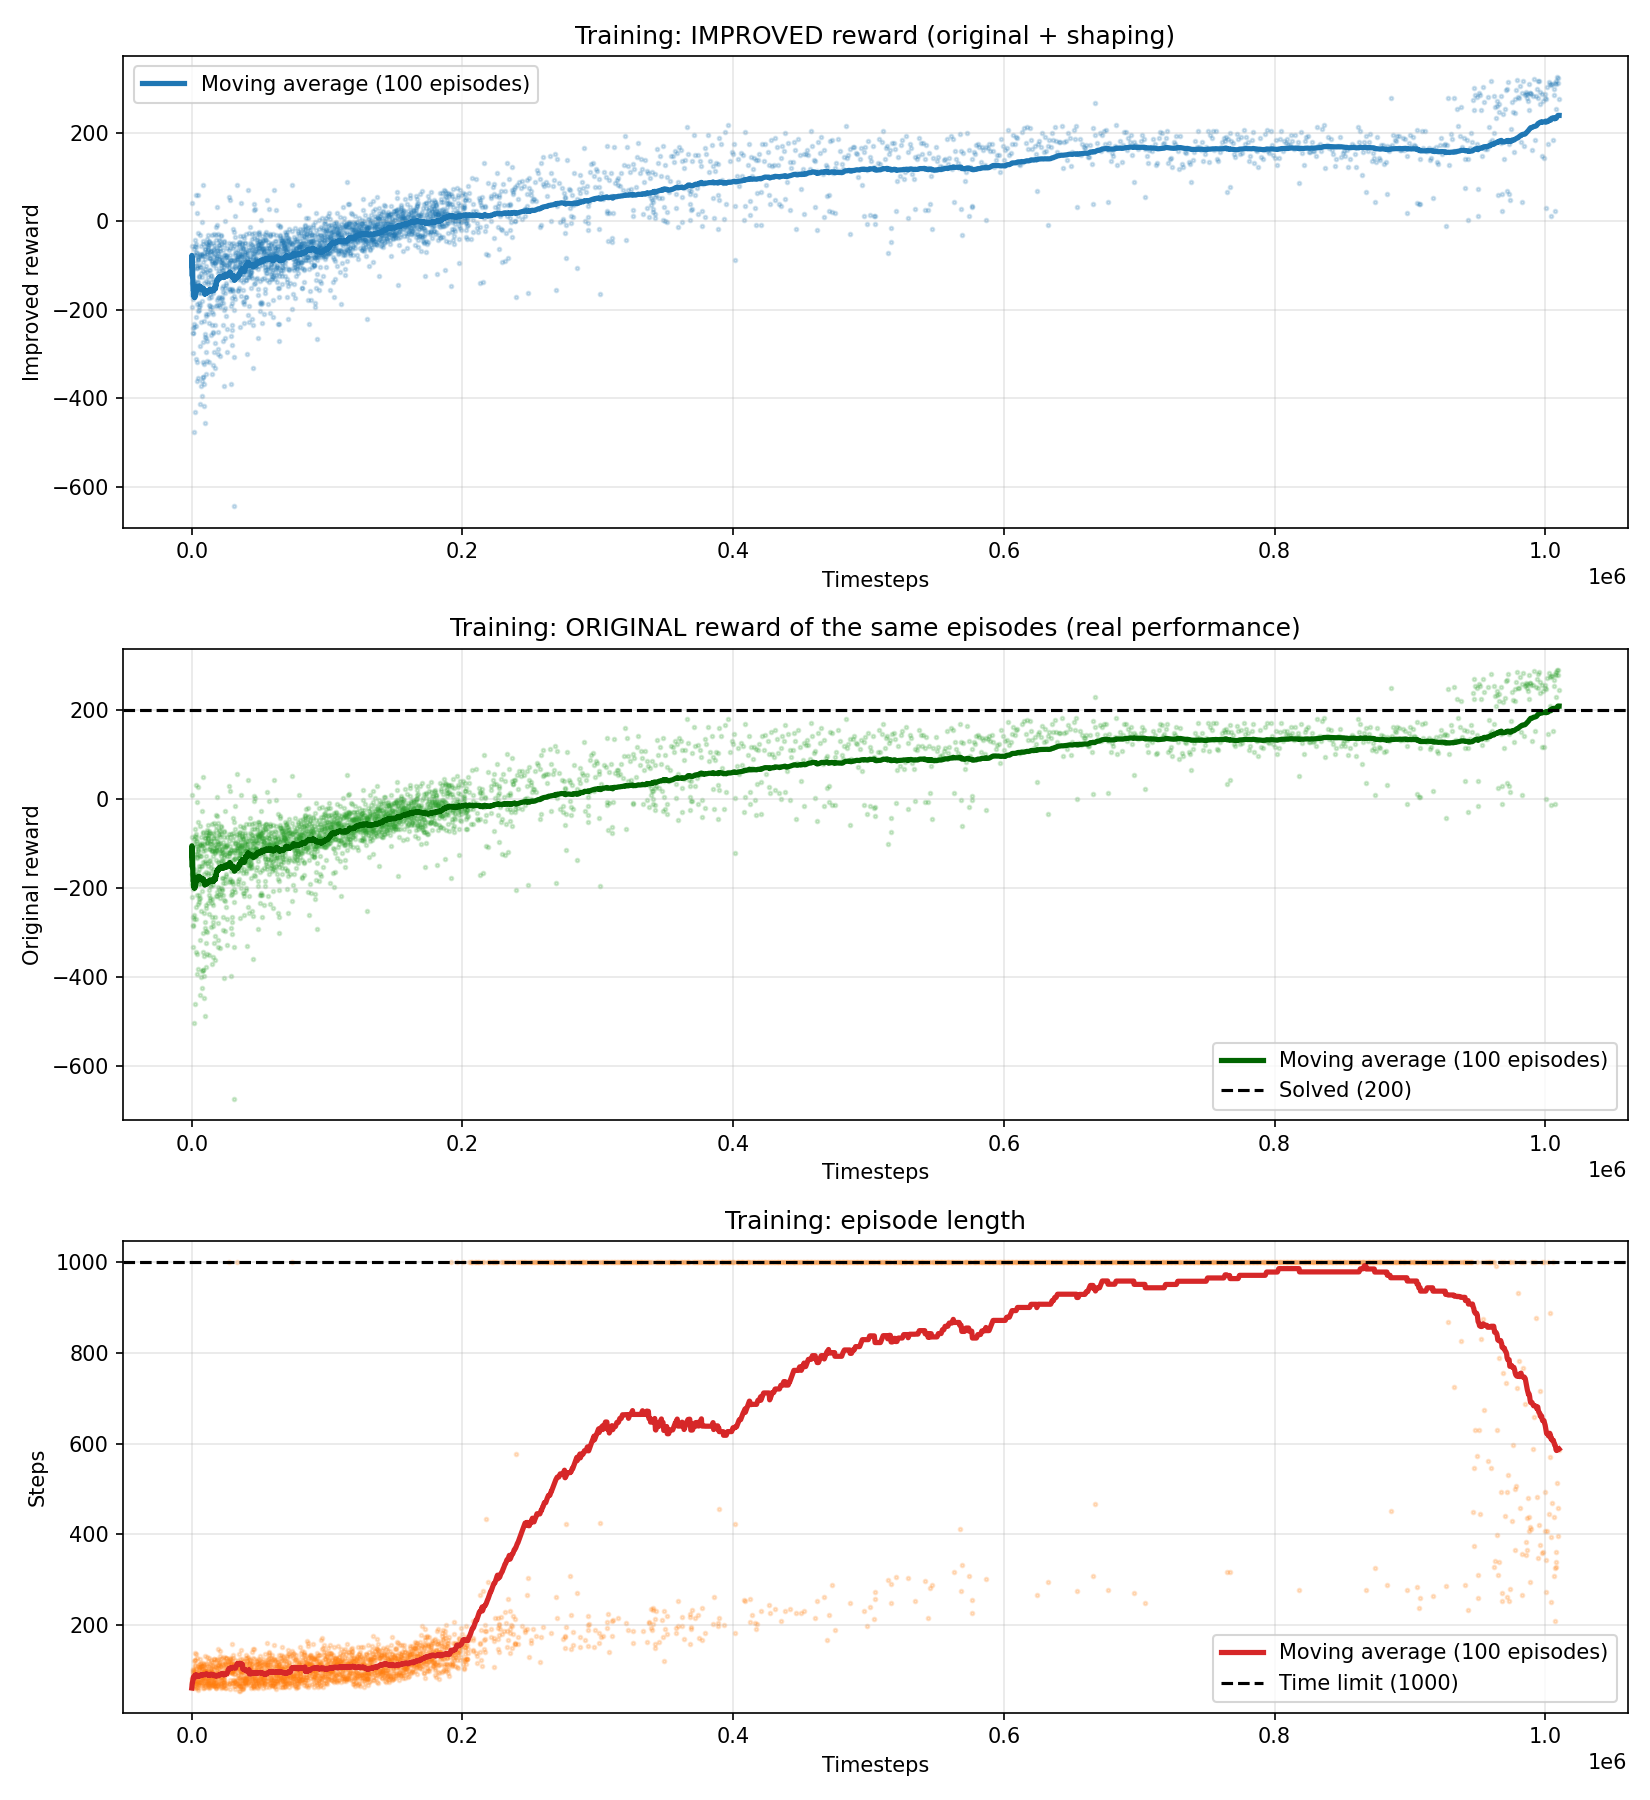 Training: IMPROVED reward (original + shaping)
Moving average (100 episodes)
Improved reward
200
0
−200
−400
−600
0.0 0.2 0.4 0.6 0.8 1.0
1e6
Timesteps
Training: ORIGINAL reward of the same episodes (real performance)
Original reward
200
0
−200
−400
−600
Moving average (100 episodes)
Solved (200)
0.0 0.2 0.4 0.6 0.8 1.0
1e6
Timesteps
Training: episode length
Steps
1000
800
600
400
200
Moving average (100 episodes)
Time limit (1000)
0.0 0.2 0.4 0.6 0.8 1.0
1e6
Timesteps